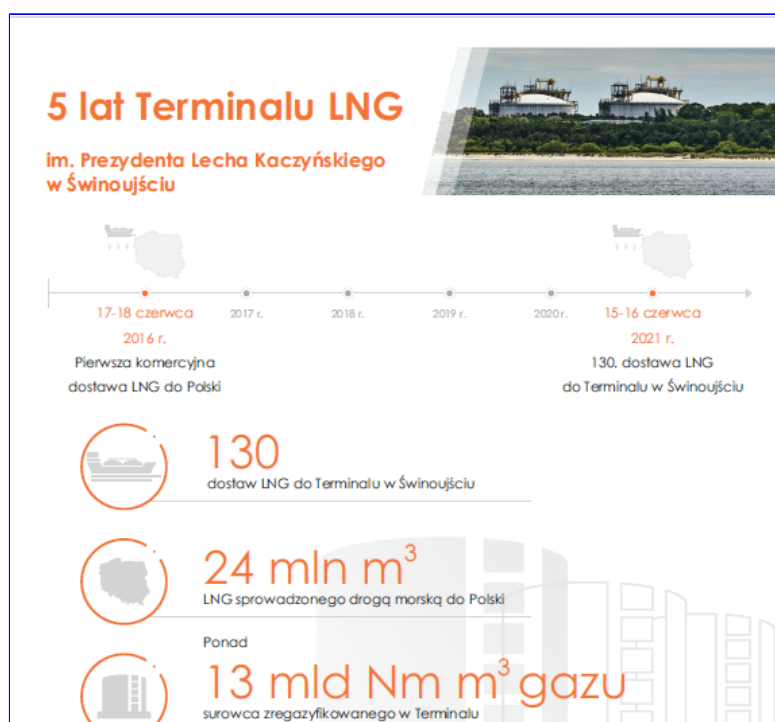 5 lat Terminalu LNG
im. Prezydenta Lecha Kaczyńskiego
w Świnoujściu
17-18 czerwca
2016 r.
2017 r.
2018 r.
2019 r.
2020 r.
15-16 czerwca
2021 r.
Pierwsza komercyjna
dostawa LNG do Polski
130. dostawa LNG
do Terminalu w Świnoujściu
130
dostaw LNG do Terminalu w Świnoujściu
24 mln m³
LNG sprowadzonego drogą morską do Polski
Ponad
13 mld Nm m³ gazu
surowca zregazyfikowanego w Terminalu